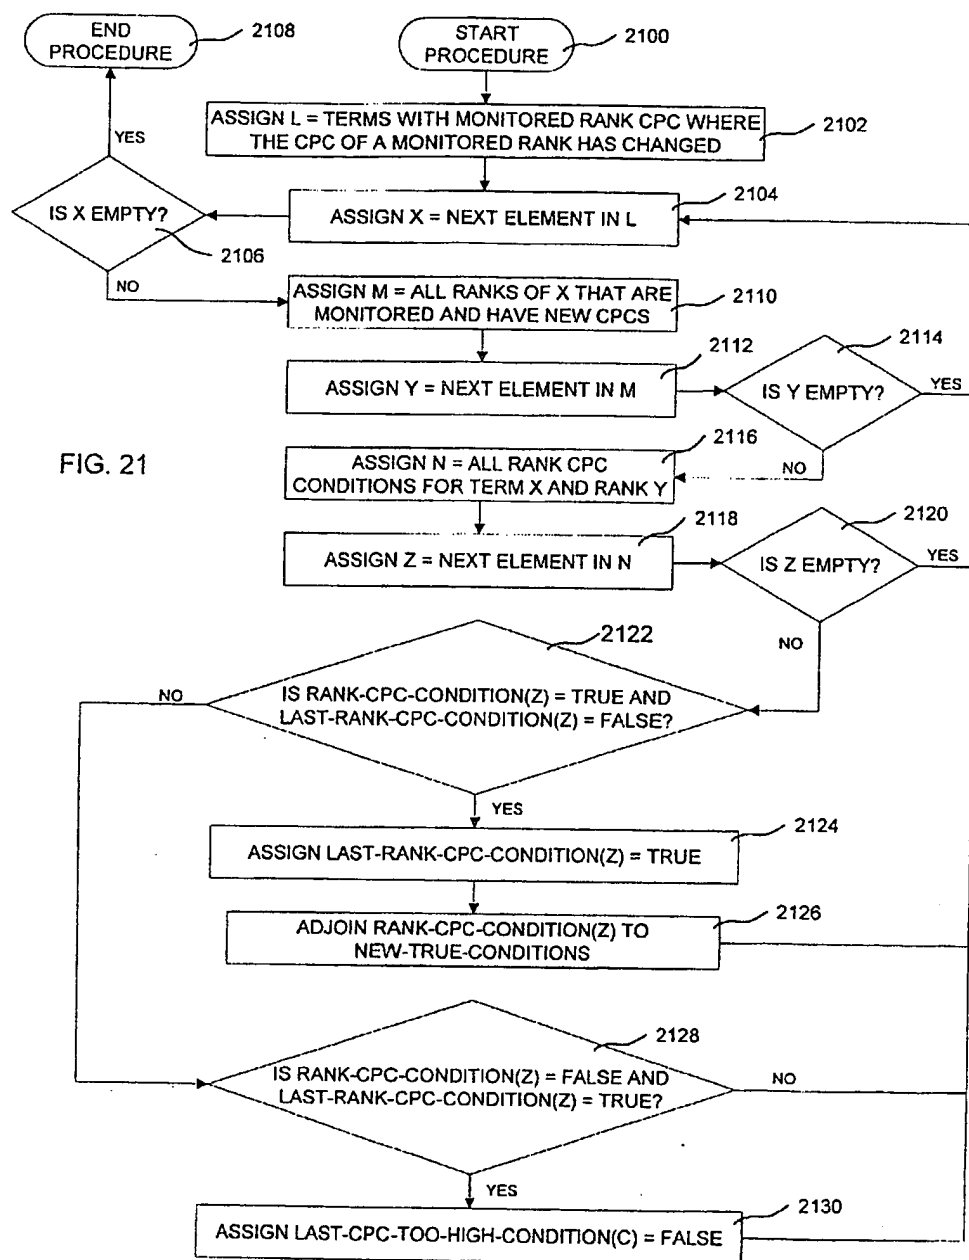 END
PROCEDURE
2108
START
PROCEDURE
2100
ASSIGN L = TERMS WITH MONITORED RANK CPC WHERE
THE CPC OF A MONITORED RANK HAS CHANGED
2102
YES
IS X EMPTY?
2106
ASSIGN X = NEXT ELEMENT IN L
2104
NO
ASSIGN M = ALL RANKS OF X THAT ARE
MONITORED AND HAVE NEW CPCS
2110
ASSIGN Y = NEXT ELEMENT IN M
2112
IS Y EMPTY?
2114
YES
NO
FIG. 21
ASSIGN N = ALL RANK CPC
CONDITIONS FOR TERM X AND RANK Y
2116
ASSIGN Z = NEXT ELEMENT IN N
2118
IS Z EMPTY?
2120
YES
NO
2122
NO
IS RANK-CPC-CONDITION(Z) = TRUE AND
LAST-RANK-CPC-CONDITION(Z) = FALSE?
YES
ASSIGN LAST-RANK-CPC-CONDITION(Z) = TRUE
2124
ADJOIN RANK-CPC-CONDITION(Z) TO
NEW-TRUE-CONDITIONS
2126
2128
IS RANK-CPC-CONDITION(Z) = FALSE AND
LAST-RANK-CPC-CONDITION(Z) = TRUE?
NO
YES
ASSIGN LAST-CPC-TOO-HIGH-CONDITION(C) = FALSE
2130